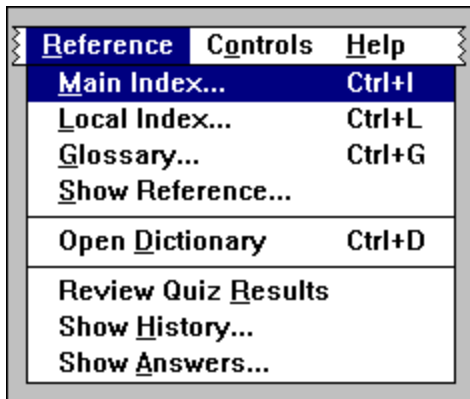 Reference Controls Help
Main Index... Ctrl+I
Local Index... Ctrl+L
Glossary... Ctrl+G
Show Reference...
Open Dictionary Ctrl+D
Review Quiz Results
Show History...
Show Answers...